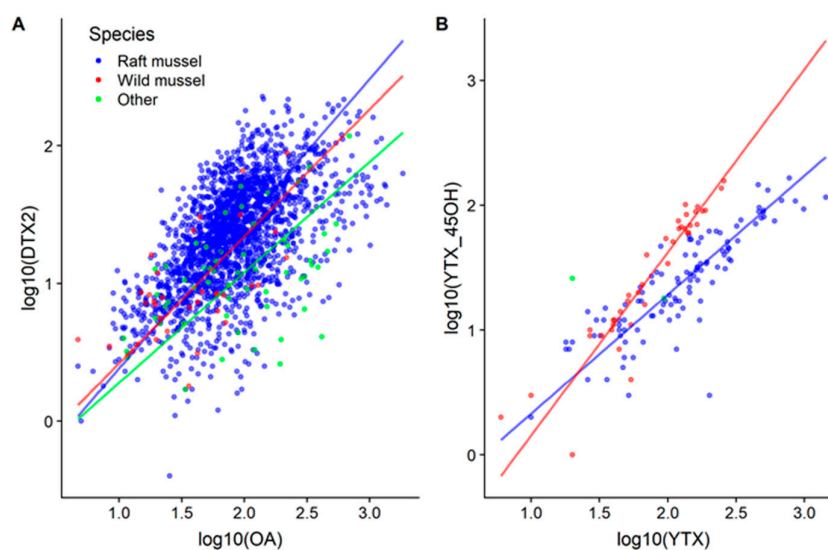 A
Species
Raft mussel
Wild mussel
Other
log10(DTX2)
2
1
0
1.0 1.5 2.0 2.5 3.0
log10(OA)
B
log10(YTX_45OH)
3
2
1
0
1.0 1.5 2.0 2.5 3.0
log10(YTX)